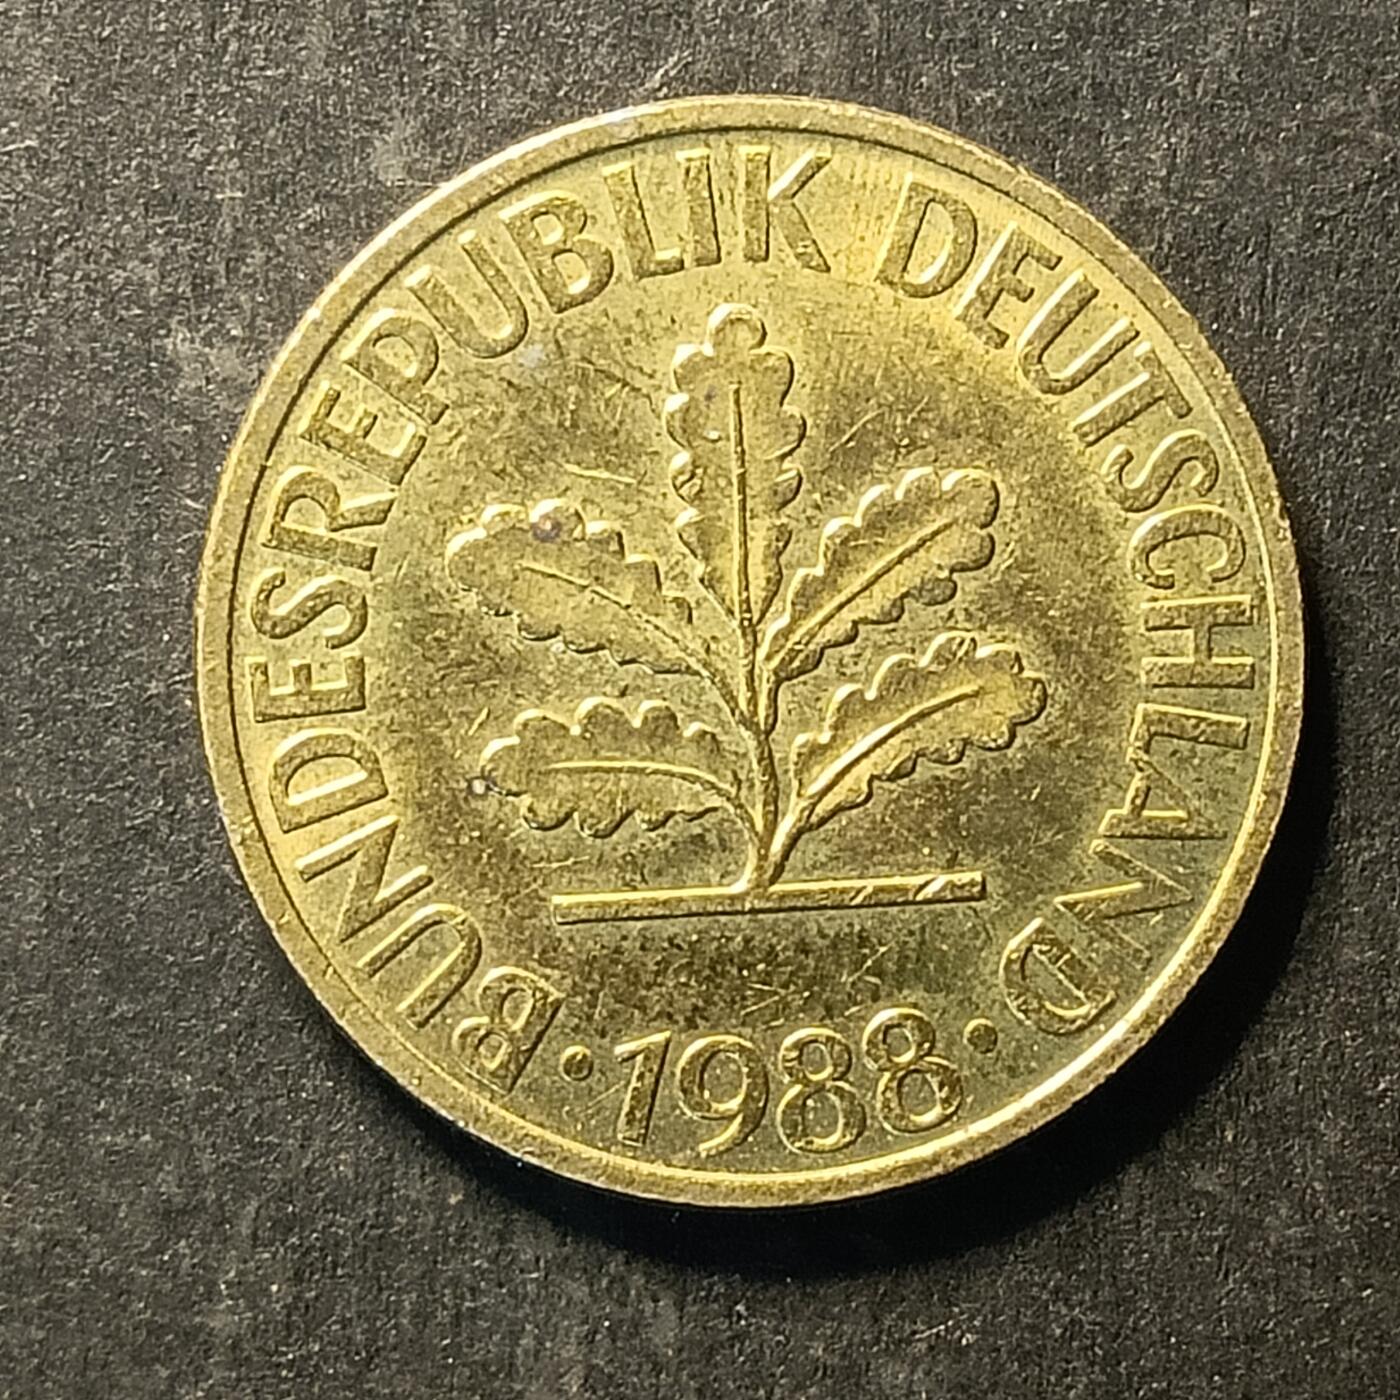 BUNDESREPUBLIK DEUTSCHLAND
· 1988 ·